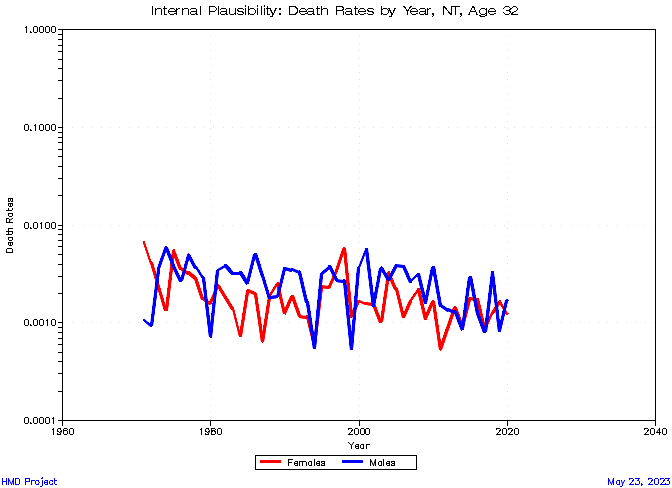 Internal Plausibility: Death Rates by Year, NT, Age 32
1.0000
0.1000
0.0100
0.0010
0.0001
Death Rates
1960
1980
2000
2020
2040
Year
Females
Males
HMD Project
May 23, 2023